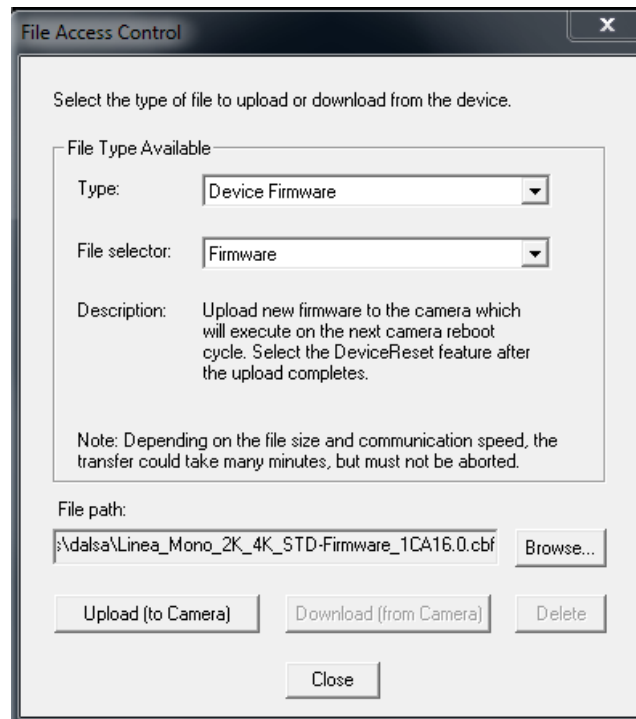 File Access Control
X
Select the type of file to upload or download from the device.
File Type Available
Type: Device Firmware
File selector: Firmware
Description: Upload new firmware to the camera which
will execute on the next camera reboot
cycle. Select the DeviceReset feature after
the upload completes.
Note: Depending on the file size and communication speed, the
transfer could take many minutes, but must not be aborted.
File path:
s\dalsa\Linea_Mono_2K_4K_STD-Firmware_1CA16.0.cbf Browse...
Upload (to Camera) Download (from Camera) Delete
Close